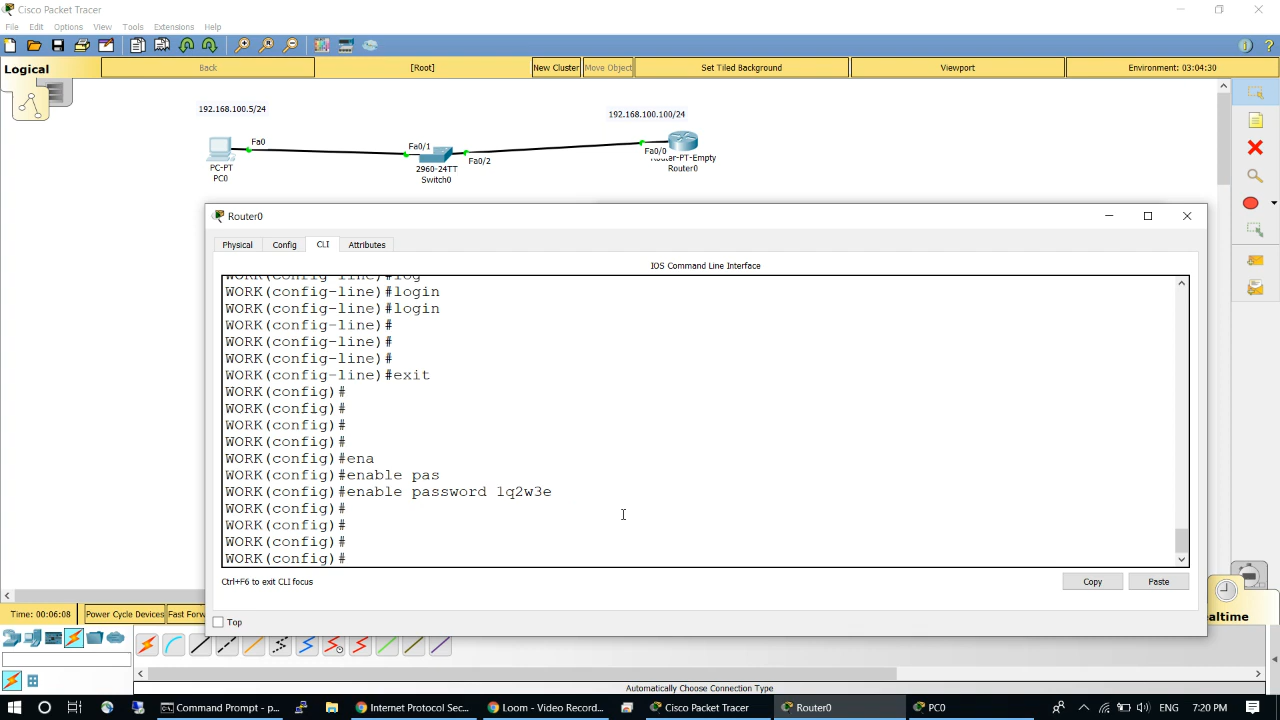 Cisco Packet Tracer
File Edit Options View Tools Extensions Help
Logical
Back
[Root]
New Cluster
Move Object
Set Tiled Background
Viewport
Environment: 03:04:30
192.168.100.5/24
192.168.100.100/24
Fa0
Fa0/1
Fa0/2
Fa0/0
PC-PT
PC0
2960-24TT
Switch0
Router-PT-Empty
Router0
Router0
Physical Config CLI Attributes
IOS Command Line Interface
WORK(config-line)#log
WORK(config-line)#login
WORK(config-line)#login
WORK(config-line)#
WORK(config-line)#
WORK(config-line)#
WORK(config-line)#exit
WORK(config)#
WORK(config)#
WORK(config)#
WORK(config)#
WORK(config)#ena
WORK(config)#enable pas
WORK(config)#enable password 1q2w3e
WORK(config)#
WORK(config)#
WORK(config)#
WORK(config)#
Ctrl+F6 to exit CLI focus
Copy
Paste
Top
Time: 00:06:08
Power Cycle Devices
Fast Forw
altime
Automatically Choose Connection Type
Command Prompt - p...
Internet Protocol Sec...
Loom – Video Record...
Cisco Packet Tracer
Router0
PC0
ENG
7:20 PM